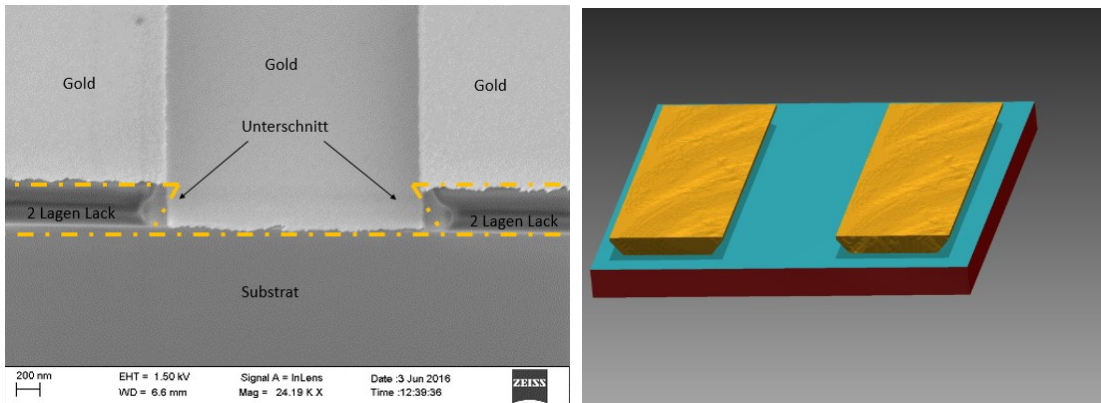 Gold
Gold
Gold
Unterschnitt
2 Lagen Lack
2 Lagen Lack
Substrat
200 nm
EHT = 1.50 kV
Signal A = InLens
Date :3 Jun 2016
ZEISS
WD = 6.6 mm
Mag = 24.19 K X
Time :12:39:36